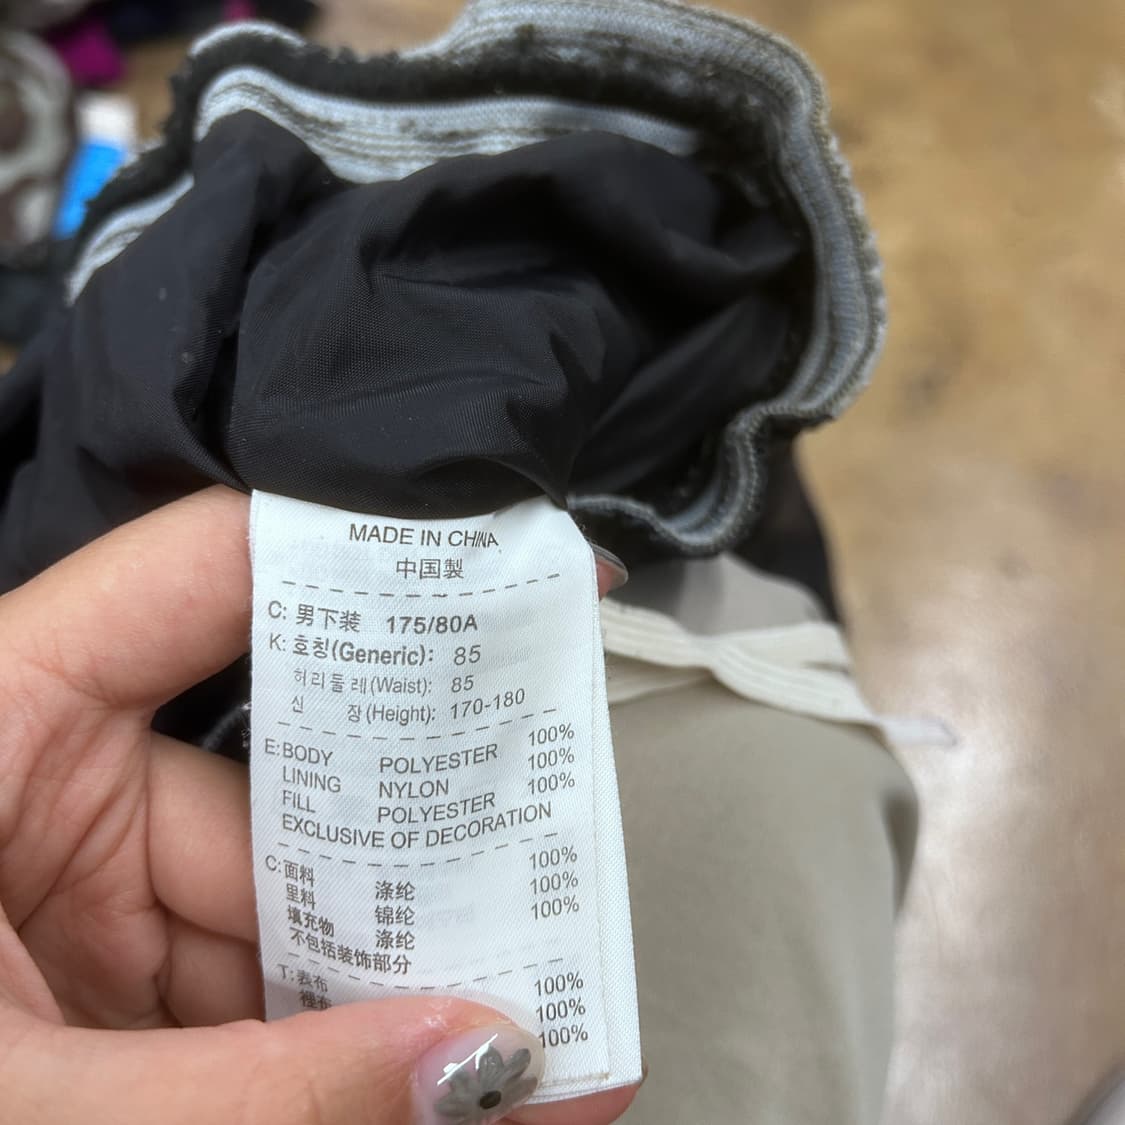 MADE IN CHINA
中国製
C: 男下装 175/80A
K: 호칭(Generic): 85
허리둘레(Waist): 85
신 장(Height): 170-180
E: BODY POLYESTER 100%
LINING NYLON 100%
FILL POLYESTER 100%
EXCLUSIVE OF DECORATION
C: 面料 涤纶 100%
里料 锦纶 100%
填充物 涤纶 100%
不包括装饰部分
T: 表布 100%
裡布 100%
100%